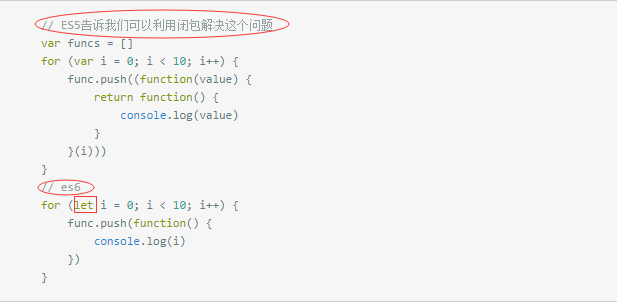 // ES5告诉我们可以利用闭包解决这个问题
var funcs = []
for (var i = 0; i < 10; i++) {
    func.push((function(value) {
        return function() {
            console.log(value)
        }
    }(i)))
}
// es6
for (let i = 0; i < 10; i++) {
    func.push(function() {
        console.log(i)
    })
}